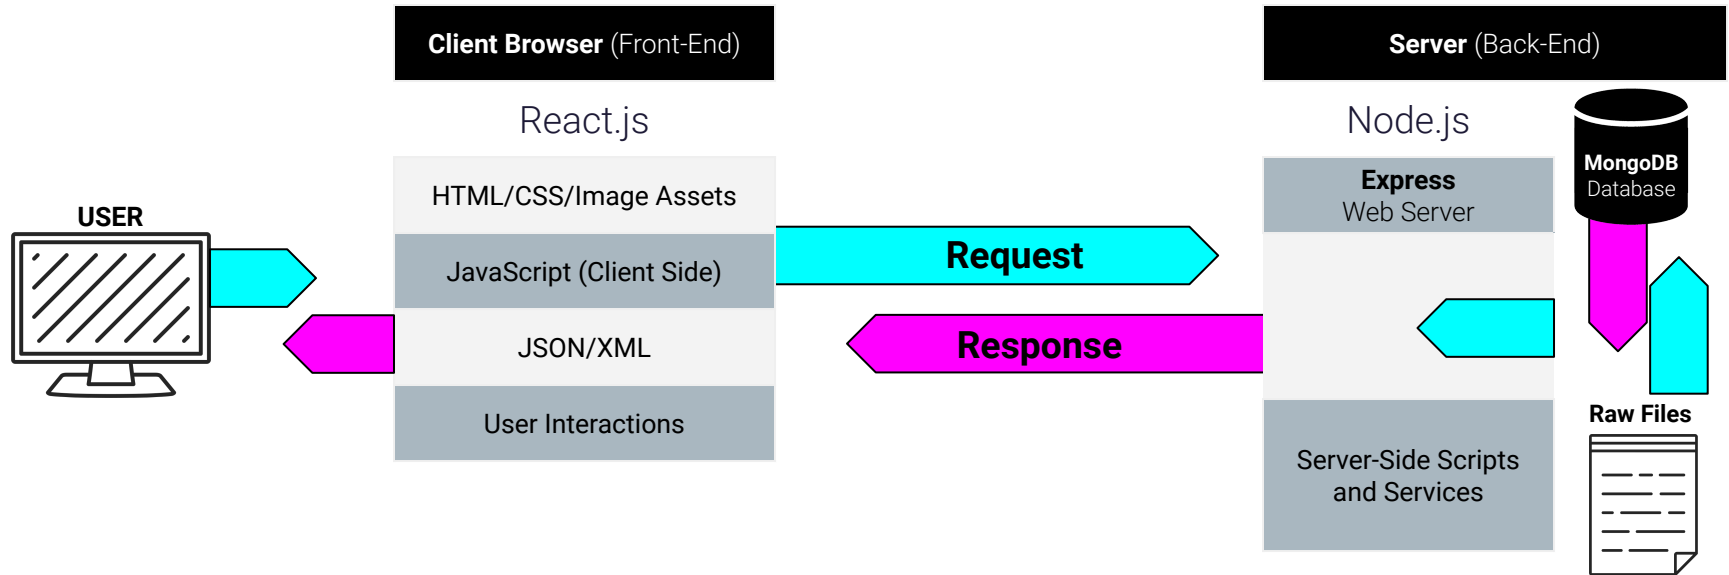 Client Browser (Front-End)
Server (Back-End)
React.js
Node.js
HTML/CSS/Image Assets
Express
Web Server
MongoDB
Database
USER
JavaScript (Client Side)
Request
JSON/XML
Response
User Interactions
Raw Files
Server-Side Scripts
and Services